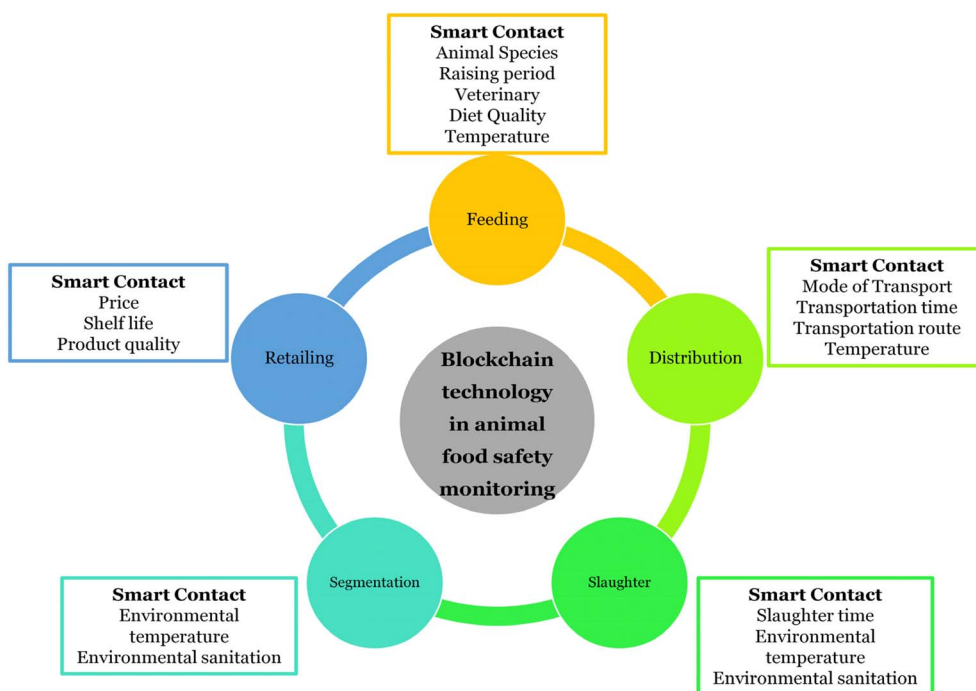 Smart Contact
Animal Species
Raising period
Veterinary
Diet Quality
Temperature
Feeding
Smart Contact
Mode of Transport
Transportation time
Transportation route
Temperature
Distribution
Smart Contact
Slaughter time
Environmental
temperature
Environmental sanitation
Slaughter
Smart Contact
Environmental
temperature
Environmental sanitation
Segmentation
Smart Contact
Price
Shelf life
Product quality
Retailing
Blockchain
technology
in animal
food safety
monitoring